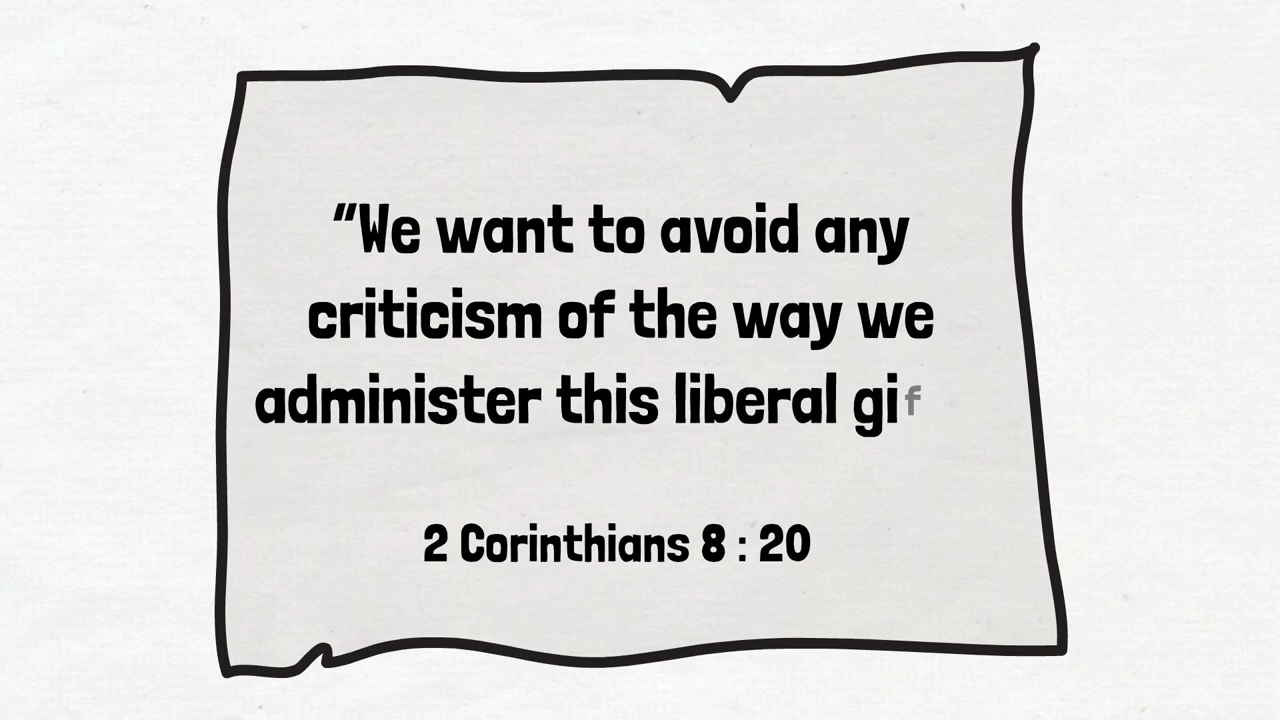 “We want to avoid any
criticism of the way we
administer this liberal gif
2 Corinthians 8 : 20